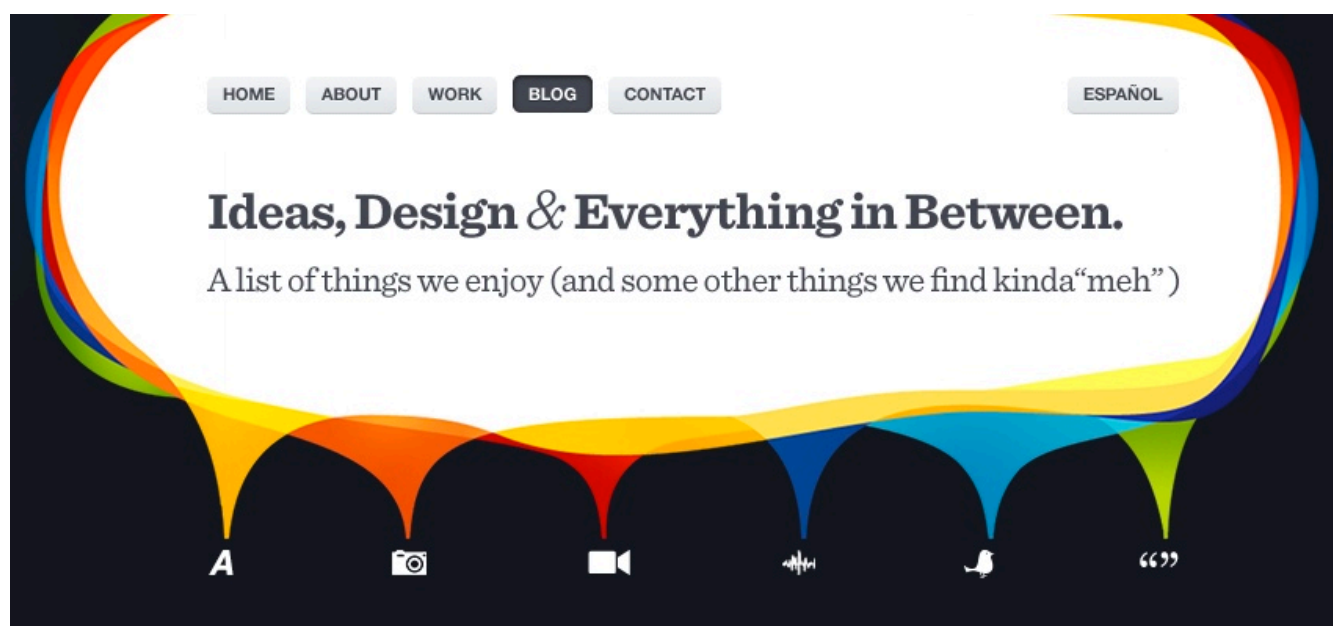 HOME ABOUT WORK BLOG CONTACT ESPAÑOL
Ideas, Design & Everything in Between.
A list of things we enjoy (and some other things we find kinda“meh” )
A “”